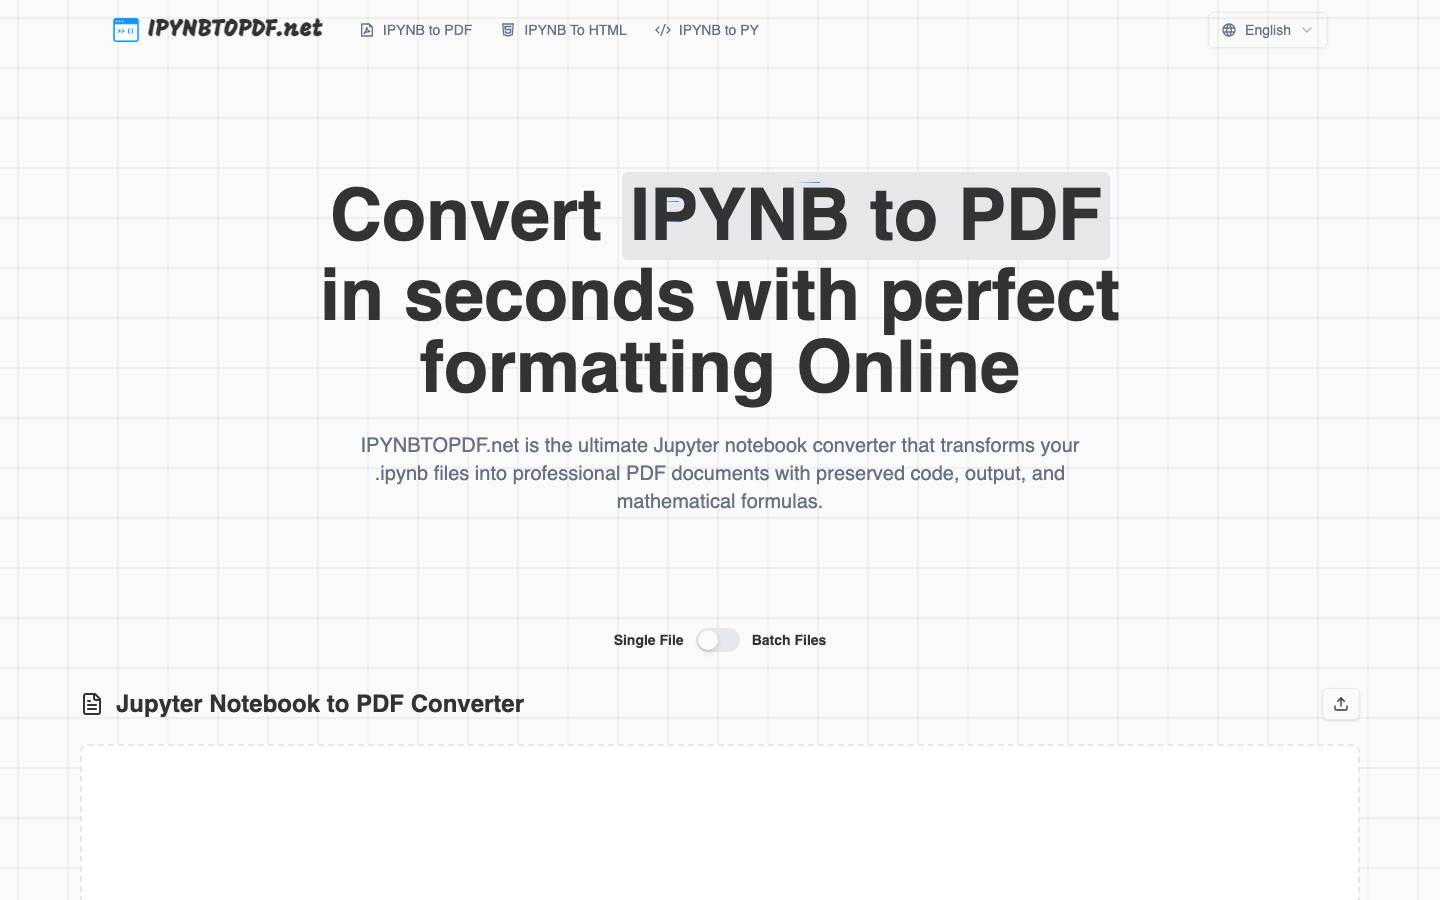 IPYNBTOPDF.net
IPYNB to PDF
IPYNB To HTML
IPYNB to PY
English
Convert IPYNB to PDF
in seconds with perfect
formatting Online
IPYNBTOPDF.net is the ultimate Jupyter notebook converter that transforms your
.ipynb files into professional PDF documents with preserved code, output, and
mathematical formulas.
Single File
Batch Files
Jupyter Notebook to PDF Converter